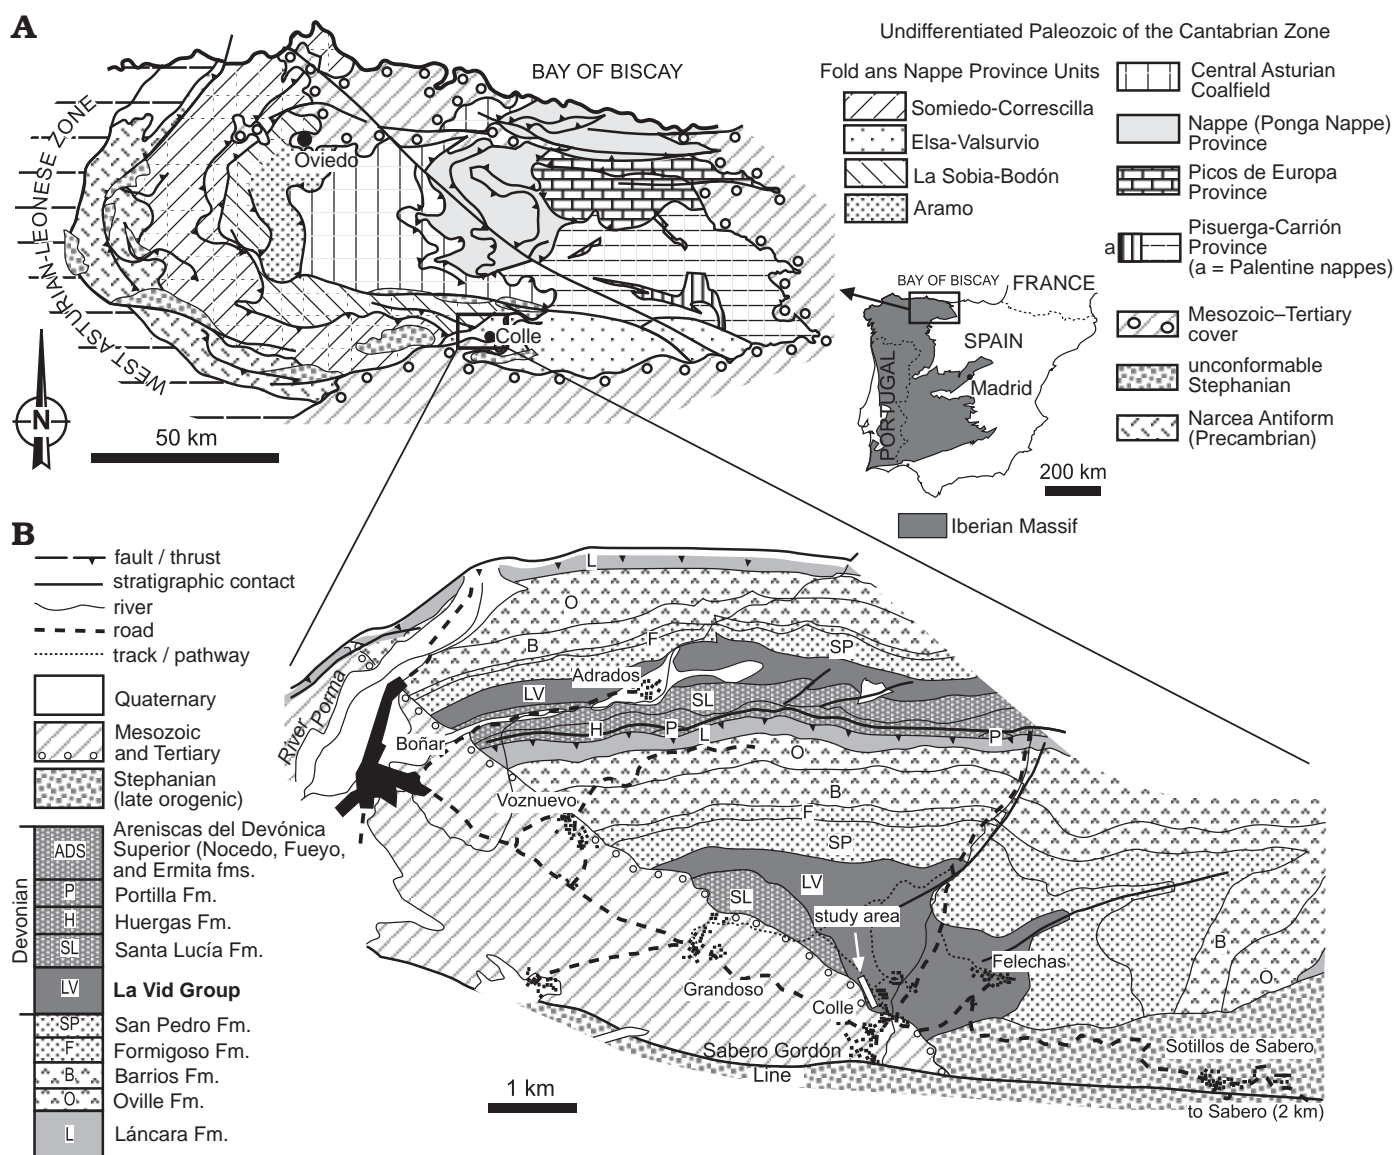 A
BAY OF BISCAY
WEST ASTURIAN-LEONESE ZONE
Oviedo
Colle
N
50 km
Undifferentiated Paleozoic of the Cantabrian Zone
Fold ans Nappe Province Units
Somiedo-Correscilla
Elsa-Valsurvio
La Sobia-Bodón
Aramo
Central Asturian
Coalfield
Nappe (Ponga Nappe)
Province
Picos de Europa
Province
a
Pisuerga-Carrión
Province
(a = Palentine nappes)
Mesozoic–Tertiary
cover
unconformable
Stephanian
Narcea Antiform
(Precambrian)
BAY OF BISCAY
FRANCE
SPAIN
Madrid
PORTUGAL
200 km
Iberian Massif
B
fault / thrust
stratigraphic contact
river
road
track / pathway
Quaternary
Mesozoic
and Tertiary
Stephanian
(late orogenic)
Devonian
ADS
Areniscas del Devónica
Superior (Nocedo, Fueyo,
and Ermita fms.
P
Portilla Fm.
H
Huergas Fm.
SL
Santa Lucía Fm.
LV
La Vid Group
SP
San Pedro Fm.
F
Formigoso Fm.
B
Barrios Fm.
O
Oville Fm.
L
Láncara Fm.
L
O
B
F
SP
Adrados
LV
SL
River Porma
Boñar
H
P
L
P
O
Voznuevo
B
F
SP
LV
SL
study area
B
Felechas
O
Grandoso
Colle
Sabero Gordón
Line
Sotillos de Sabero
to Sabero (2 km)
1 km